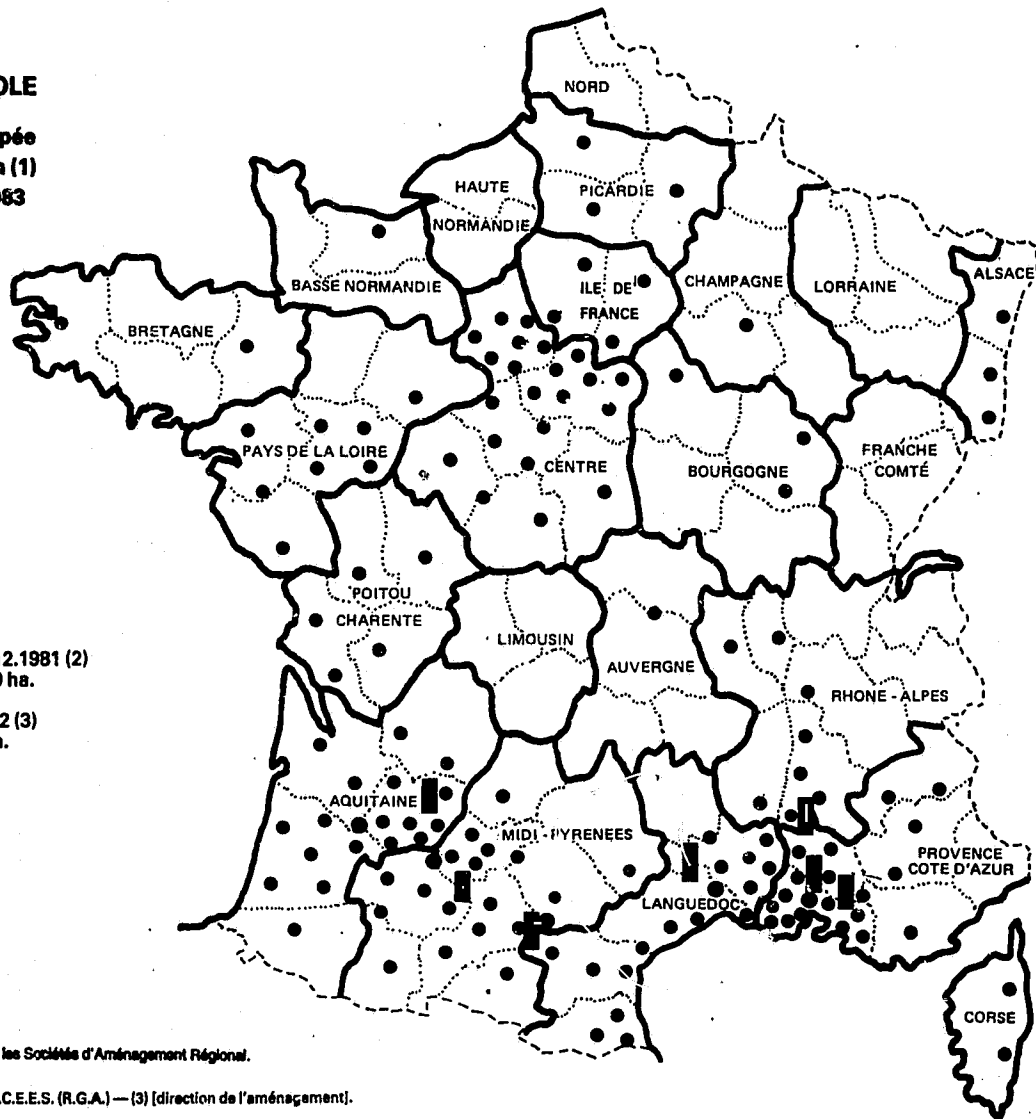 OLE
pée
(1)
983
NORD
HAUTE
NORMANDIE
PICARDIE
BASSE NORMANDIE
ILE DE
FRANCE
CHAMPAGNE
LORRAINE
ALSACE
BRETAGNE
PAYS DE LA LOIRE
CENTRE
BOURGOGNE
FRANCHE
COMTÉ
POITOU
CHARENTE
LIMOUSIN
AUVERGNE
RHONE - ALPES
2.1981 (2)
ha.
2 (3)
AQUITAINE
MIDI - PYRENEES
LANGUEDOC
PROVENCE
COTE D'AZUR
CORSE
les Sociétés d'Aménagement Régional.
.C.E.E.S. (R.G.A.) — (3) [direction de l'aménagement].